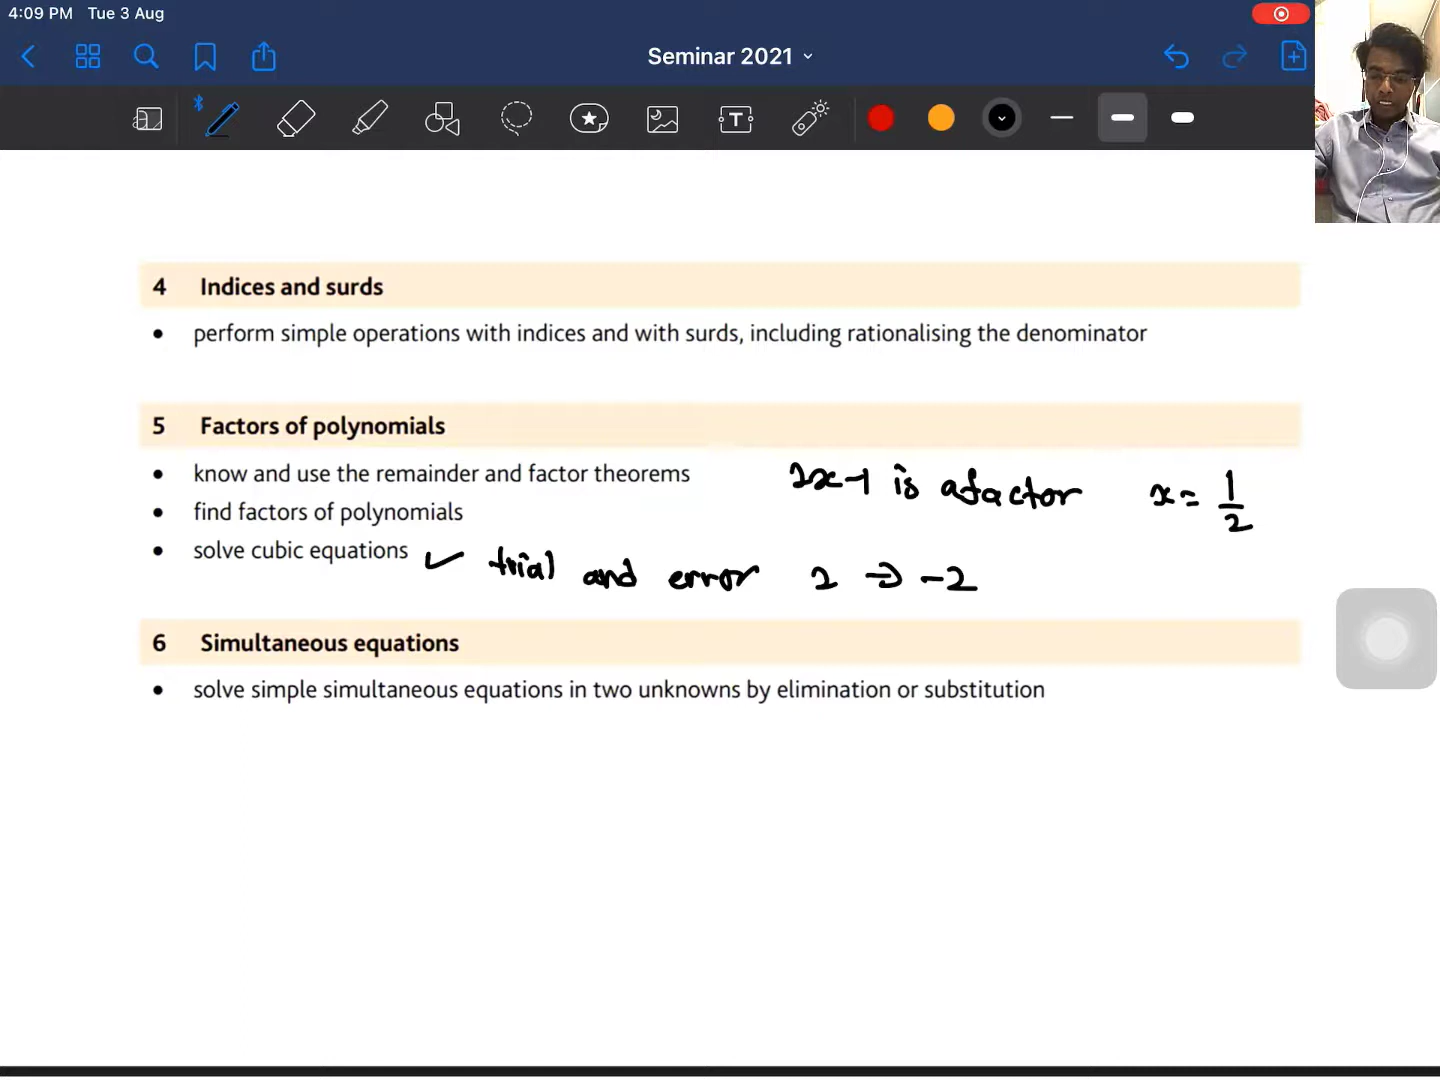 4:09 PM Tue 3 Aug
Seminar 2021
4 Indices and surds
• perform simple operations with indices and with surds, including rationalising the denominator
5 Factors of polynomials
• know and use the remainder and factor theorems
2x-1 is a factor x = 1/2
• find factors of polynomials
• solve cubic equations ✓ trial and error 2 → -2
6 Simultaneous equations
• solve simple simultaneous equations in two unknowns by elimination or substitution